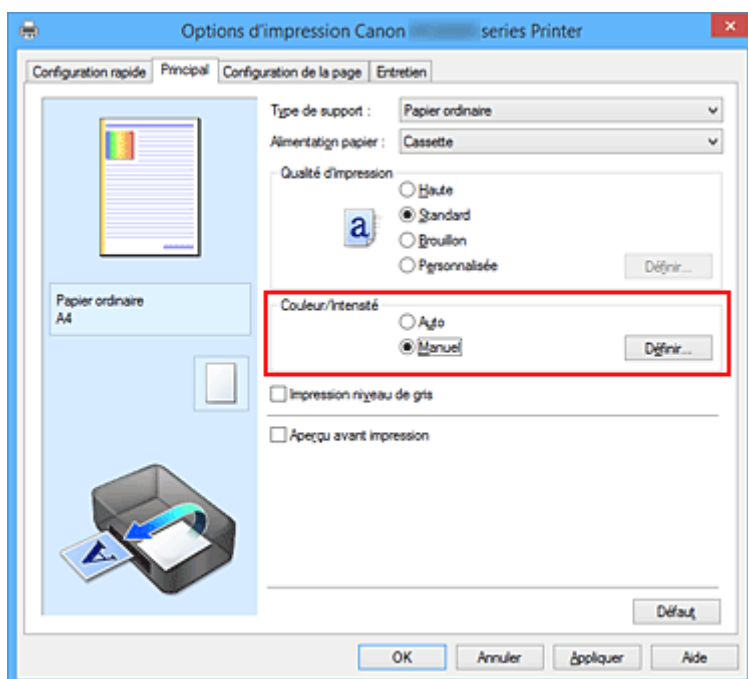 Options d'impression Canon series Printer
Configuration rapide Principal Configuration de la page Entretien
Type de support : Papier ordinaire
Alimentation papier : Cassette
Qualité d'impression
Haute
Standard
Brouillon
Personnalisée Définir...
Papier ordinaire
A4
Couleur/Intensité
Auto
Manuel Définir...
Impression niveau de gris
Aperçu avant impression
Défaut
OK Annuler Appliquer Aide